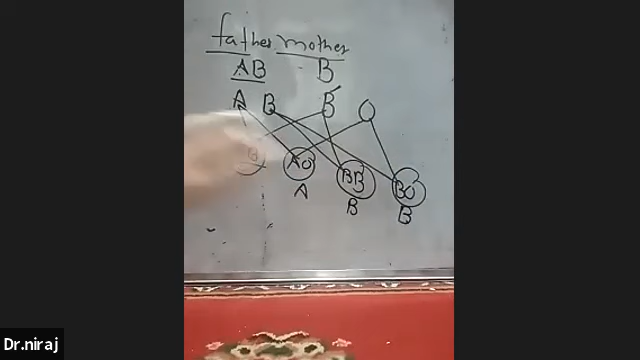 father mother
AB B
A B B O
AO BB BO
A B B
Dr.niraj